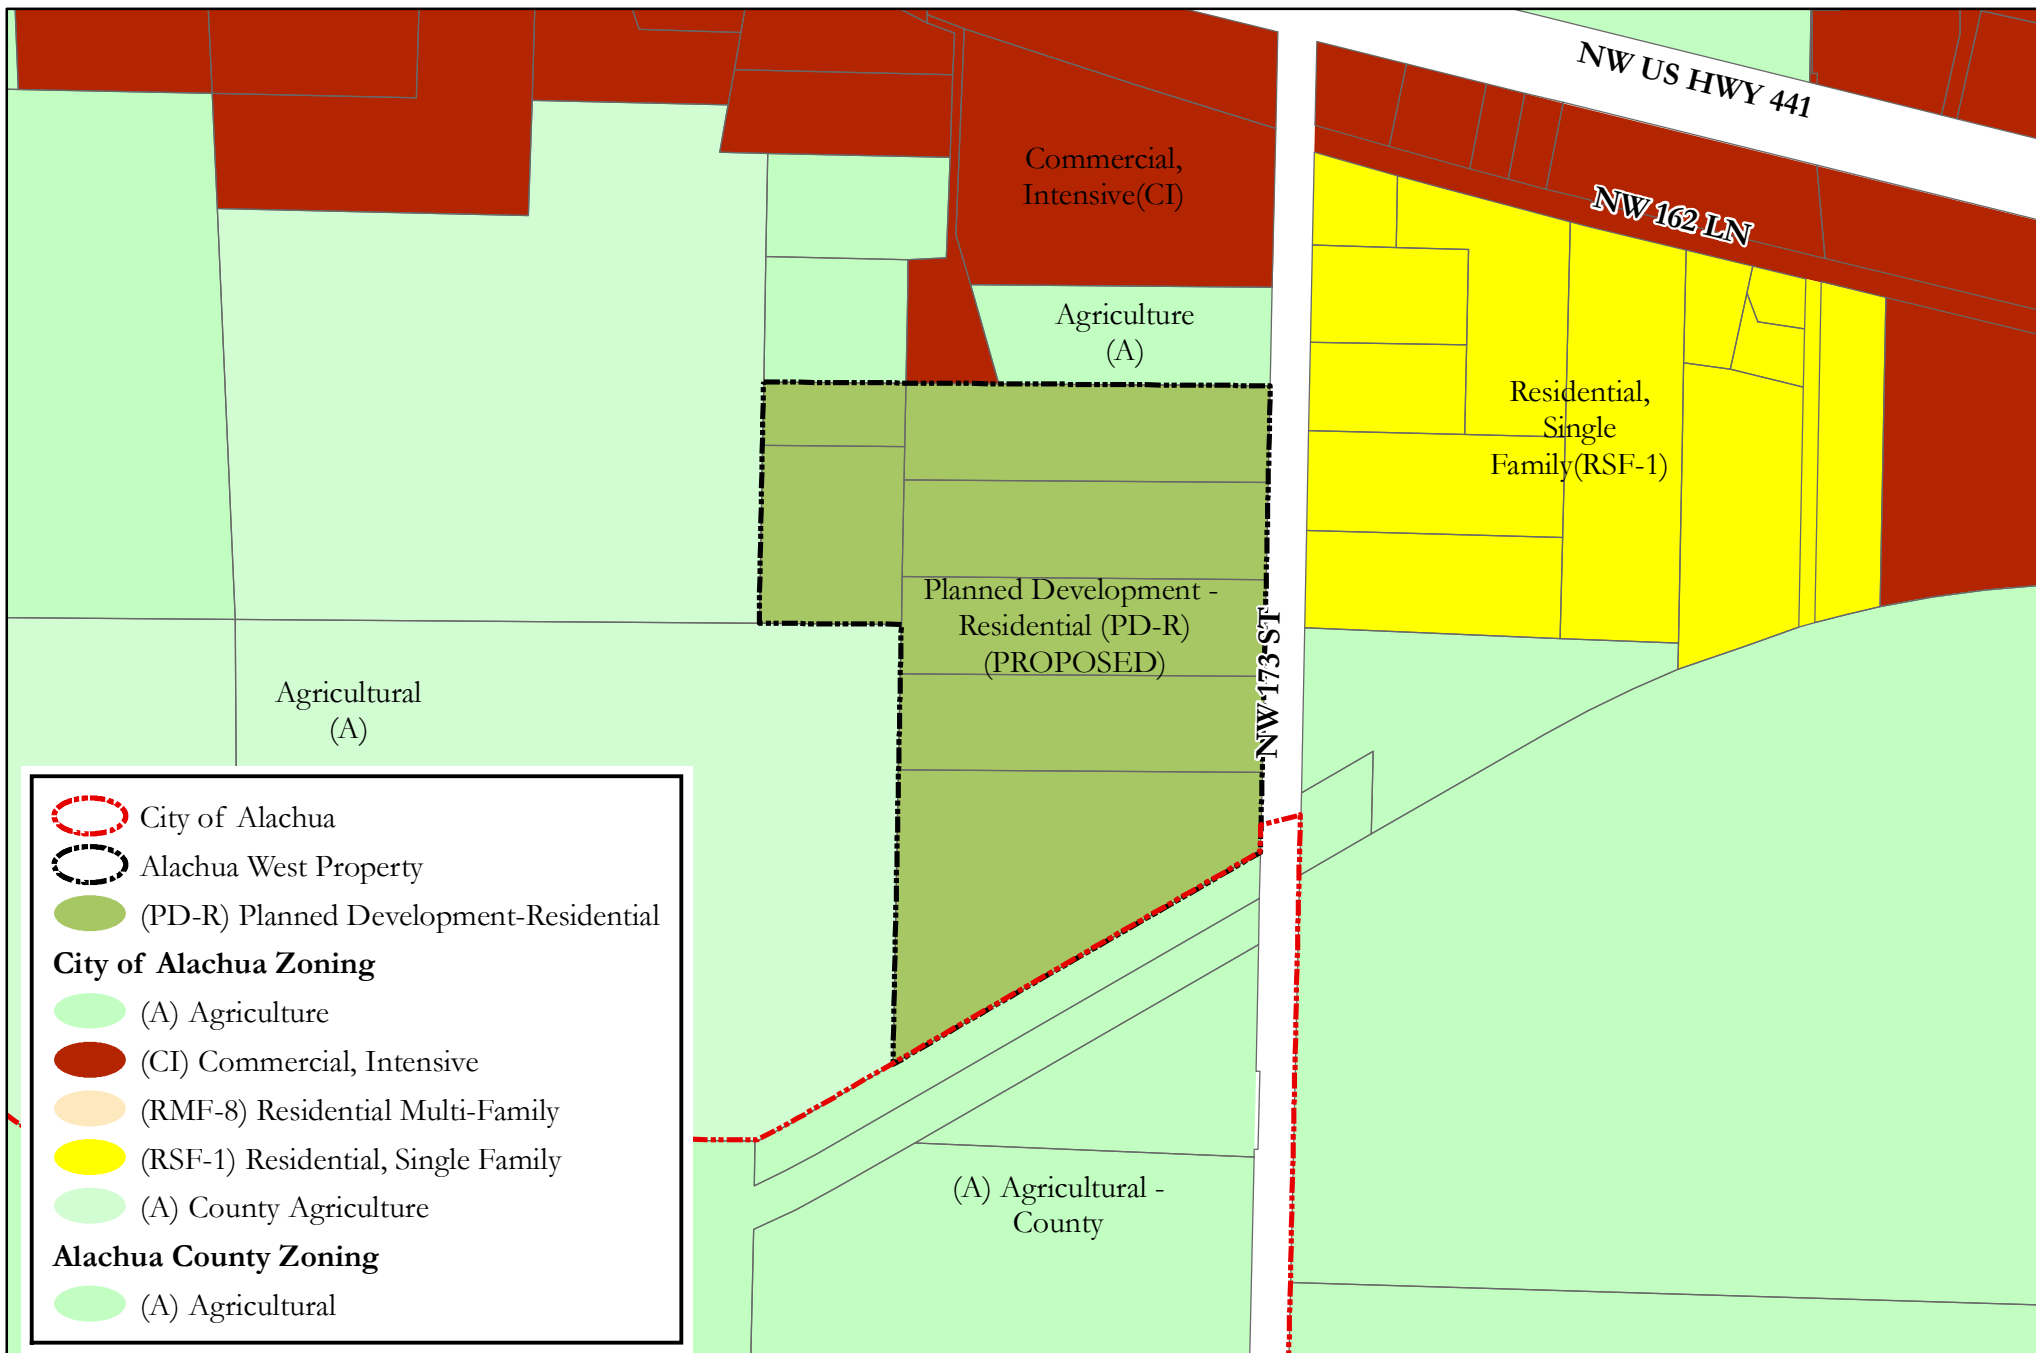 NW US HWY 441
Commercial,
Intensive(CI)
NW 162 LN
Agriculture
(A)
Residential,
Single
Family(RSF-1)
Planned Development -
Residential (PD-R)
(PROPOSED)
NW 173 ST
Agricultural
(A)
City of Alachua
Alachua West Property
(PD-R) Planned Development-Residential
City of Alachua Zoning
(A) Agriculture
(CI) Commercial, Intensive
(RMF-8) Residential Multi-Family
(RSF-1) Residential, Single Family
(A) County Agriculture
Alachua County Zoning
(A) Agricultural
(A) Agricultural -
County